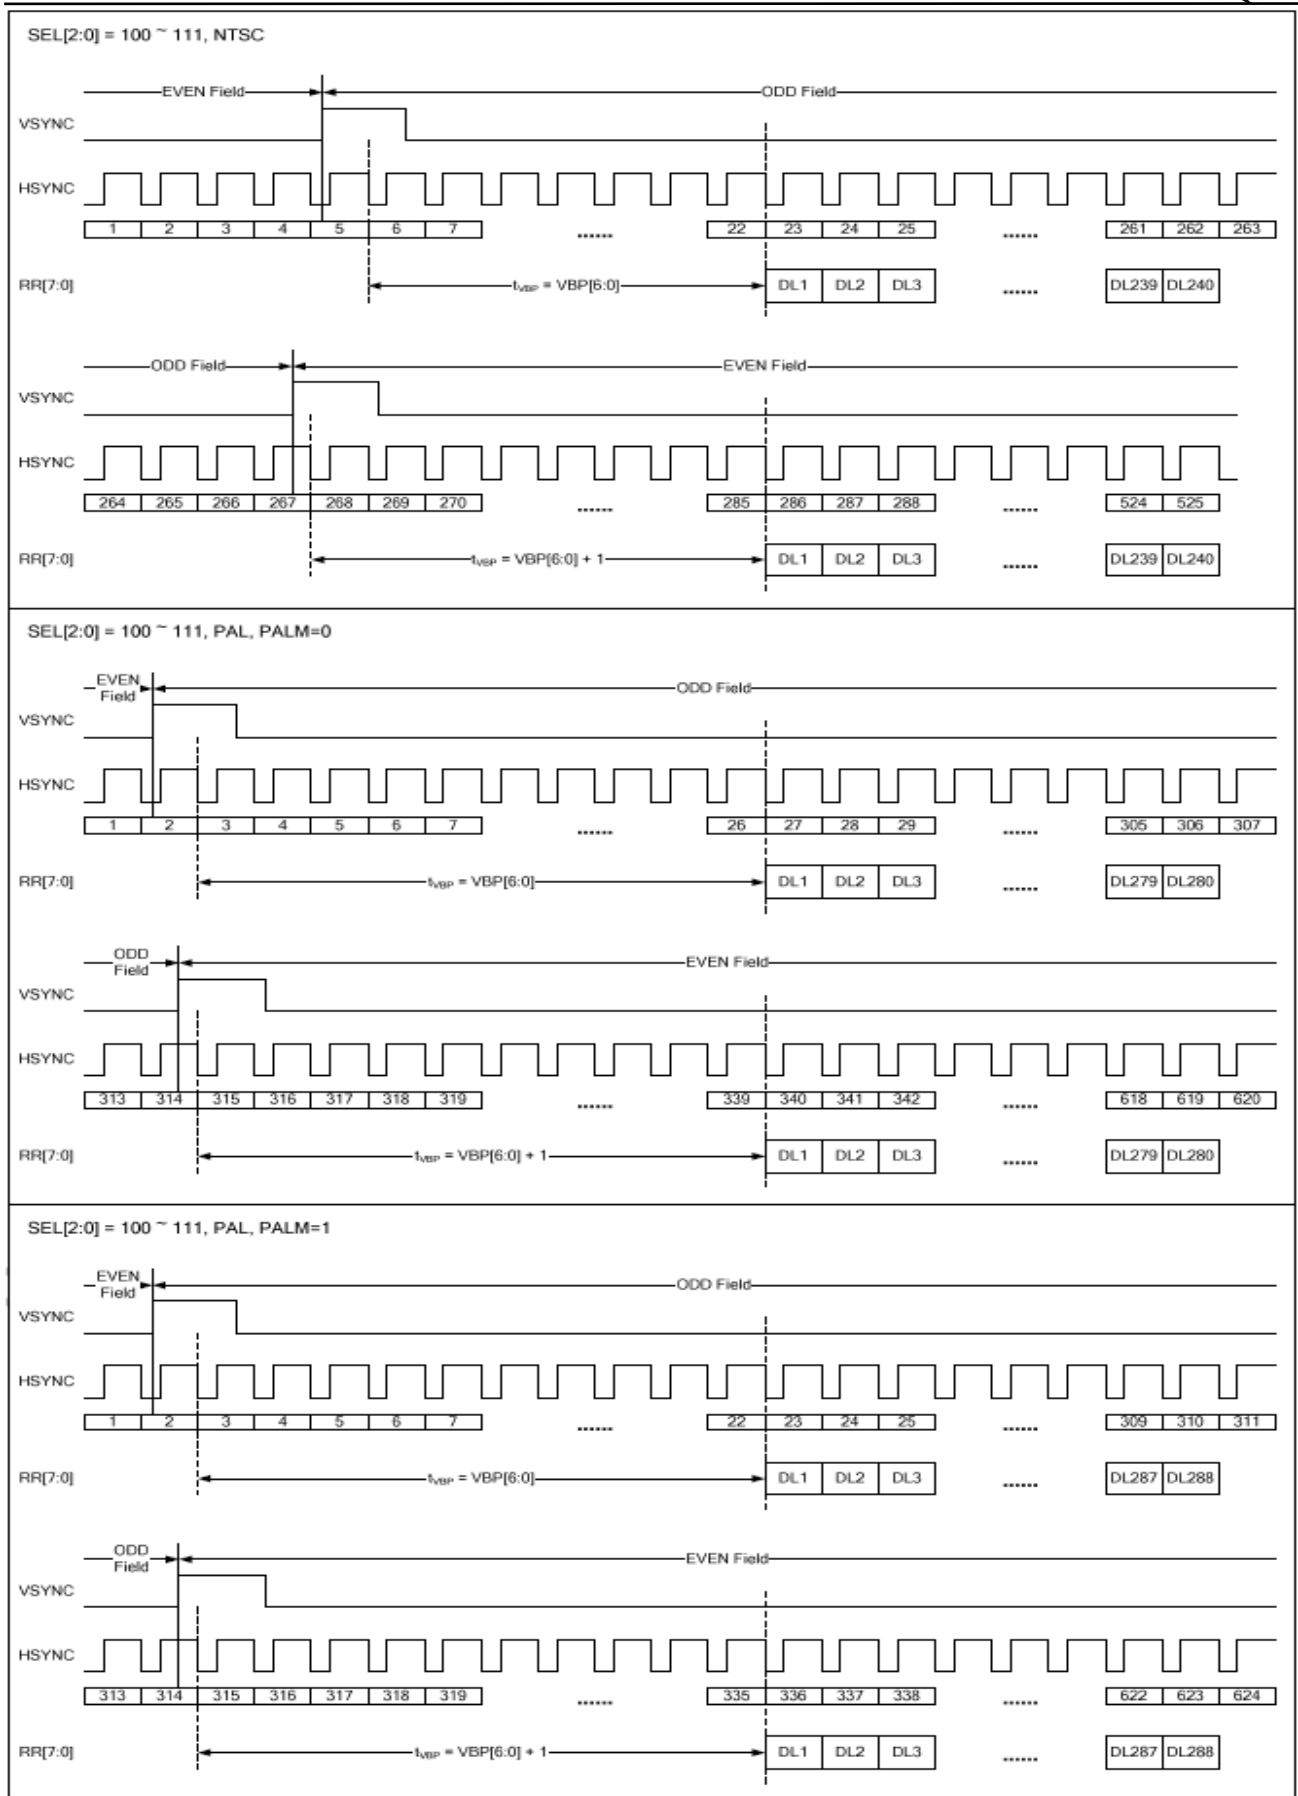 SEL[2:0] = 100 ~ 111, NTSC
EVEN Field ODD Field
VSYNC
HSYNC
1 2 3 4 5 6 7 ...... 22 23 24 25 ...... 261 262 263
RR[7:0] tVBP = VBP[6:0] DL1 DL2 DL3 ...... DL239 DL240
ODD Field EVEN Field
VSYNC
HSYNC
264 265 266 267 268 269 270 ...... 285 286 287 288 ...... 524 525
RR[7:0] tVBP = VBP[6:0] + 1 DL1 DL2 DL3 ...... DL239 DL240
SEL[2:0] = 100 ~ 111, PAL, PALM=0
EVEN
Field
ODD Field
VSYNC
HSYNC
1 2 3 4 5 6 7 ...... 26 27 28 29 ...... 305 306 307
RR[7:0] tVBP = VBP[6:0] DL1 DL2 DL3 ...... DL279 DL280
ODD
Field
EVEN Field
VSYNC
HSYNC
313 314 315 316 317 318 319 ...... 339 340 341 342 ...... 618 619 620
RR[7:0] tVBP = VBP[6:0] + 1 DL1 DL2 DL3 ...... DL279 DL280
SEL[2:0] = 100 ~ 111, PAL, PALM=1
EVEN
Field
ODD Field
VSYNC
HSYNC
1 2 3 4 5 6 7 ...... 22 23 24 25 ...... 309 310 311
RR[7:0] tVBP = VBP[6:0] DL1 DL2 DL3 ...... DL287 DL288
ODD
Field
EVEN Field
VSYNC
HSYNC
313 314 315 316 317 318 319 ...... 335 336 337 338 ...... 622 623 624
RR[7:0] tVBP = VBP[6:0] + 1 DL1 DL2 DL3 ...... DL287 DL288